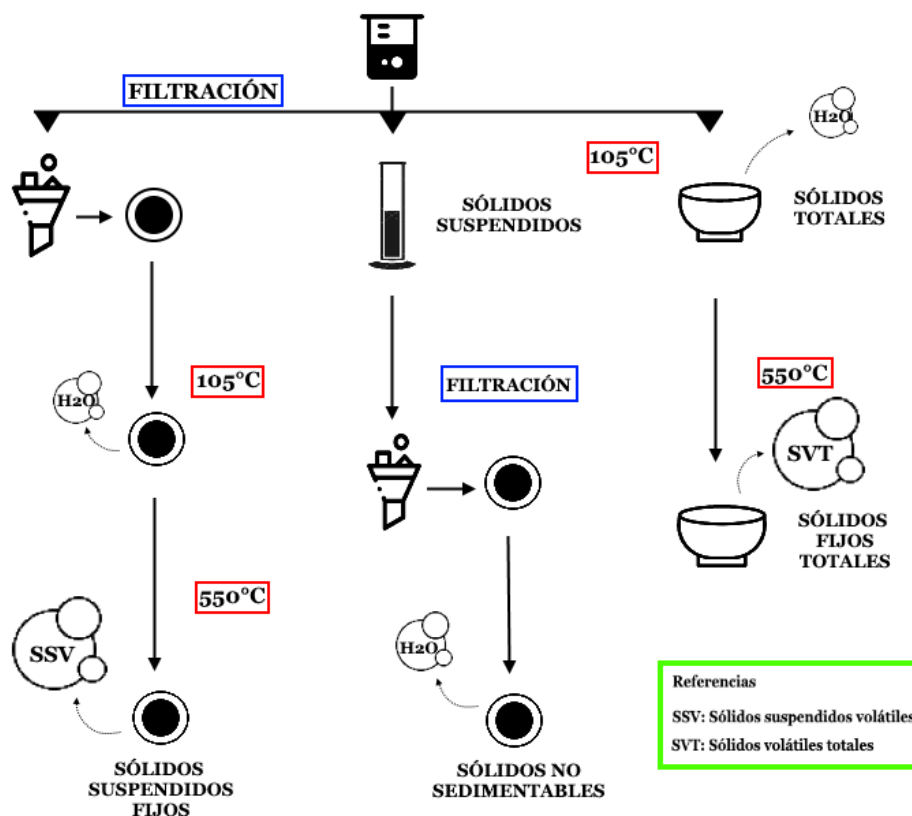 FILTRACIÓN
105°C
H2O
SÓLIDOS
TOTALES
SÓLIDOS
SUSPENDIDOS
105°C
H2O
FILTRACIÓN
550°C
SVT
SÓLIDOS
FIJOS
TOTALES
550°C
SSV
H2O
SÓLIDOS
SUSPENDIDOS
FIJOS
SÓLIDOS NO
SEDIMENTABLES
Referencias
SSV: Sólidos suspendidos volátiles
SVT: Sólidos volátiles totales